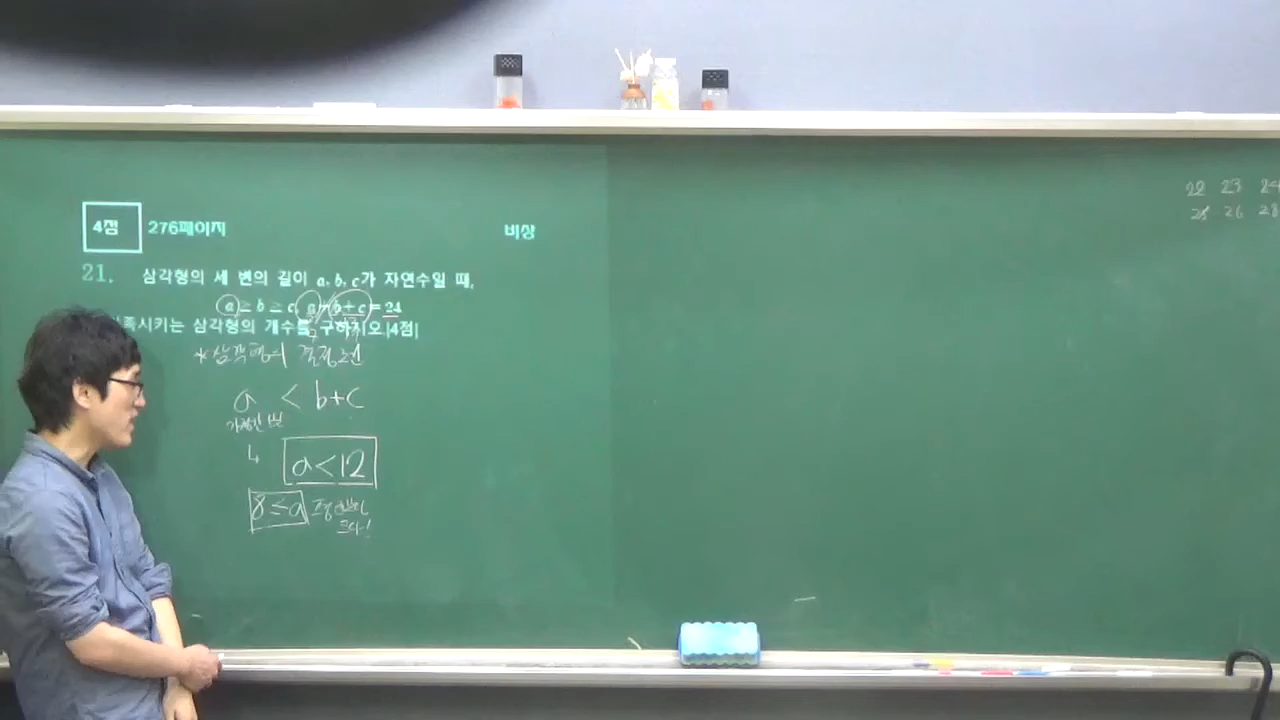 4점 276페이지 비상
21. 삼각형의 세 변의 길이 a, b, c가 자연수일 때,
a ≥ b ≥ c, a+b+c=24
족시키는 삼각형의 개수를 구하시오[4점]
*삼각형의 결정조건
a < b+c
가장 긴 변
a<12
8≤a
22 23 24
25 26 28